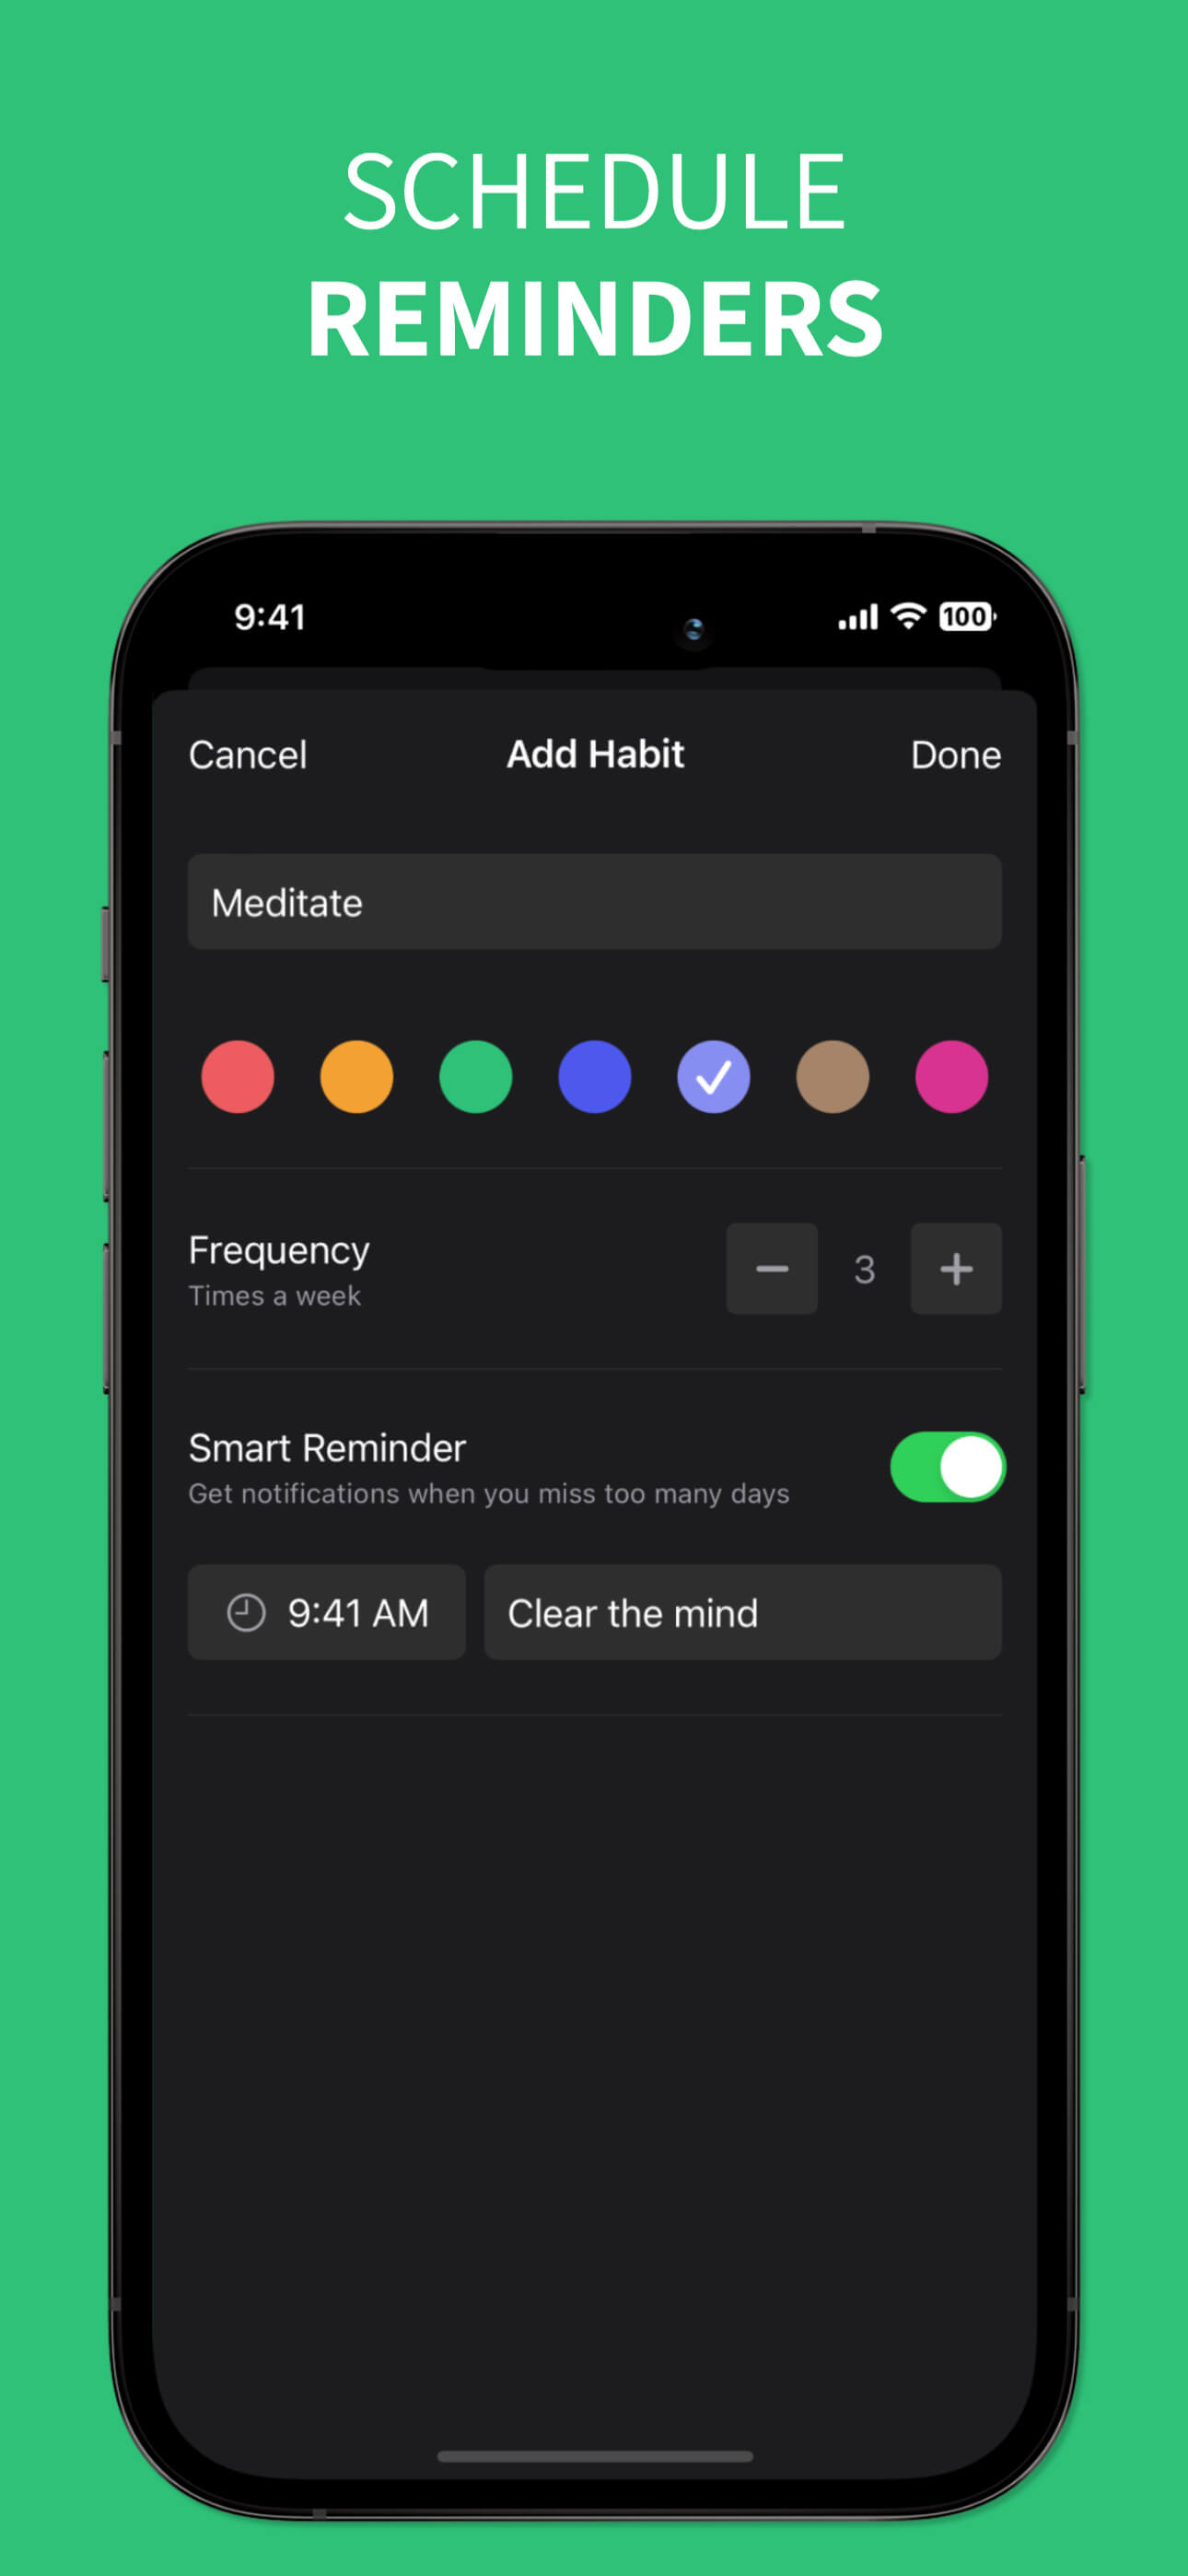 SCHEDULE
REMINDERS
9:41
100
Cancel Add Habit Done
Meditate
Frequency
Times a week
3
Smart Reminder
Get notifications when you miss too many days
9:41 AM Clear the mind